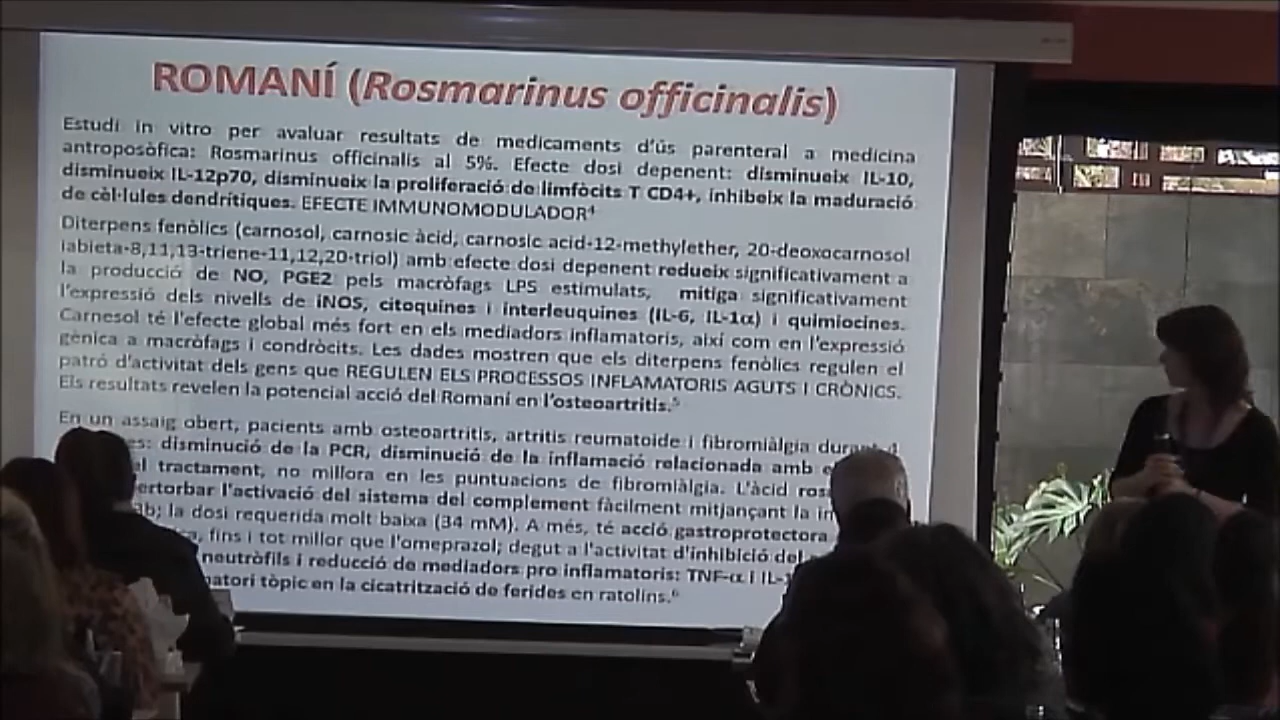 ROMANÍ (Rosmarinus officinalis)
Estudi in vitro per avaluar resultats de medicaments d'ús parenteral a medicina
antroposòfica: Rosmarinus officinalis al 5%. Efecte dosi depenent: disminueix IL-10,
disminueix IL-12p70, disminueix la proliferació de limfòcits T CD4+, inhibeix la maduració
de cèl·lules dendrítiques. EFECTE IMMUNOMODULADOR⁴
Diterpens fenòlics (carnosol, carnosic àcid, carnosic acid-12-methylether, 20-deoxocarnosol
iabieta-8,11,13-triene-11,12,20-triol) amb efecte dosi depenent redueix significativament a
la producció de NO, PGE2 pels macròfags LPS estimulats, mitiga significativament
l'expressió dels nivells de iNOS, citoquines i interleuquines (IL-6, IL-1α) i quimiocines.
Carnesol té l'efecte global més fort en els mediadors inflamatoris, així com en l'expressió
gènica a macròfags i condròcits. Les dades mostren que els diterpens fenòlics regulen el
patró d'activitat dels gens que REGULEN ELS PROCESSOS INFLAMATORIS AGUTS I CRÒNICS.
Els resultats revelen la potencial acció del Romaní en l'osteoartritis.⁵
En un assaig obert, pacients amb osteoartritis, artritis reumatoide i fibromiàlgia durant 4
disminució de la PCR, disminució de la inflamació relacionada amb
tractament, no millora en les puntuacions de fibromiàlgia. L'àcid
l'activació del sistema del complement fàcilment mitjançant la
la dosi requerida molt baixa (34 mM). A més, té acció gastroprotectora
fins i tot millor que l'omeprazol; degut a l'activitat d'inhibició del
neutròfils i reducció de mediadors pro inflamatoris: TNF-α i
tòpic en la cicatrització de ferides en ratolins.⁶